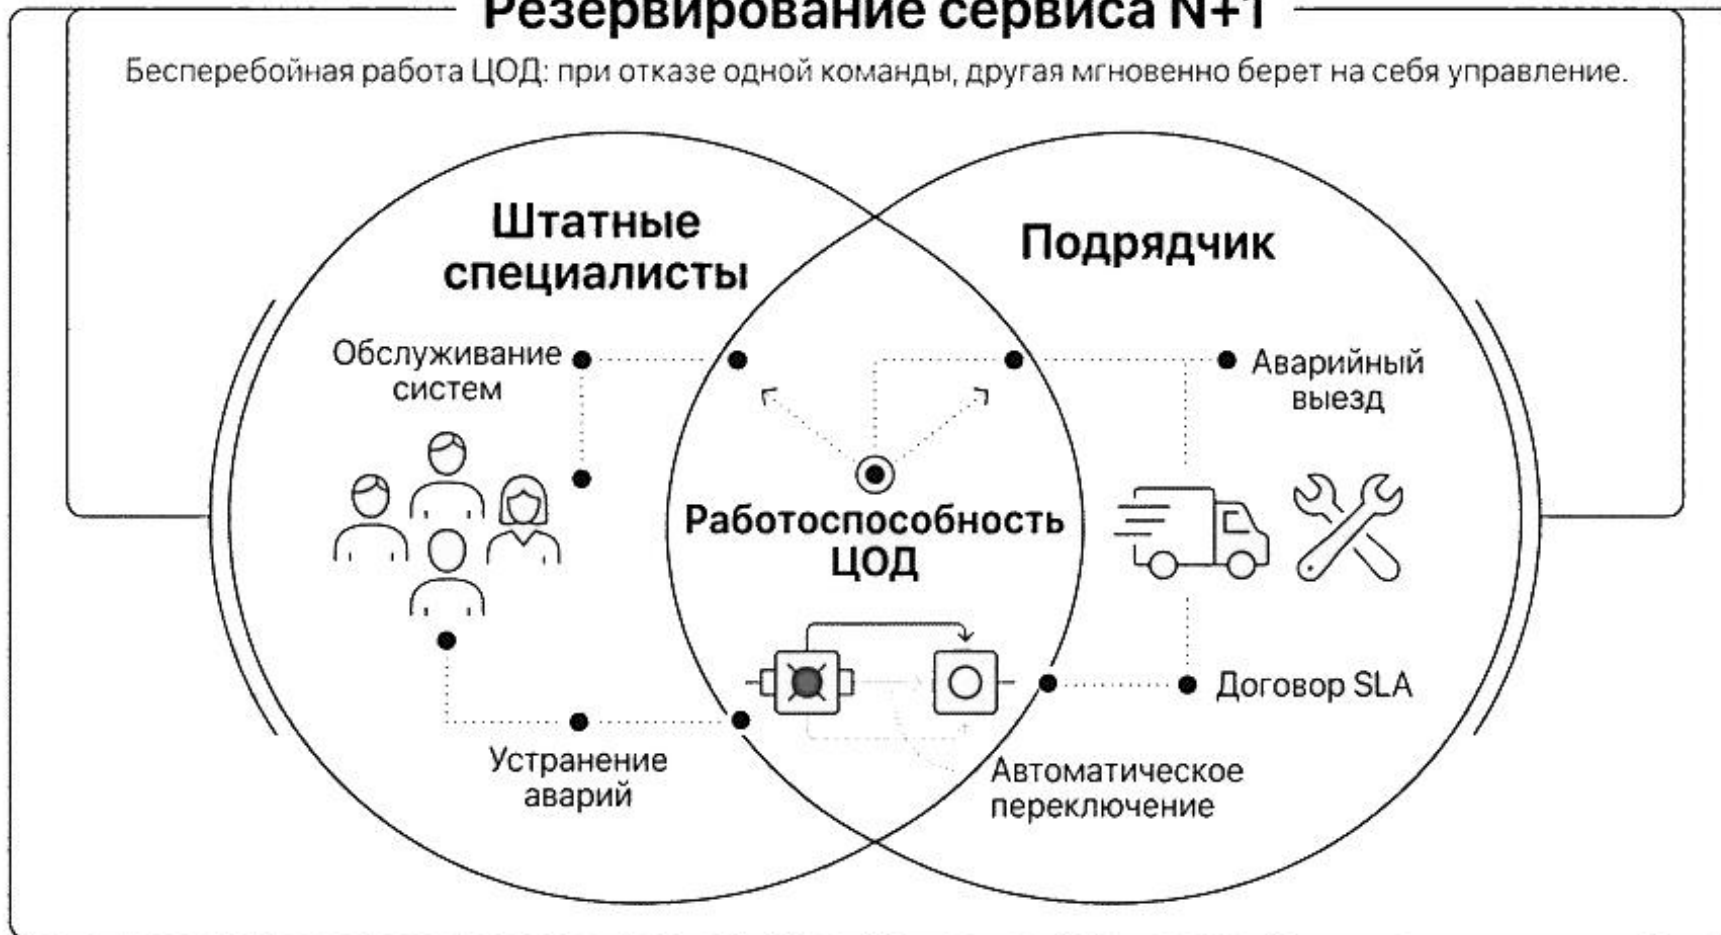 Резервирование сервиса N+1
Бесперебойная работа ЦОД: при отказе одной команды, другая мгновенно берет на себя управление.
Штатные
специалисты
Подрядчик
Обслуживание
систем
Аварийный
выезд
Работоспособность
ЦОД
Договор SLA
Устранение
аварий
Автоматическое
переключение